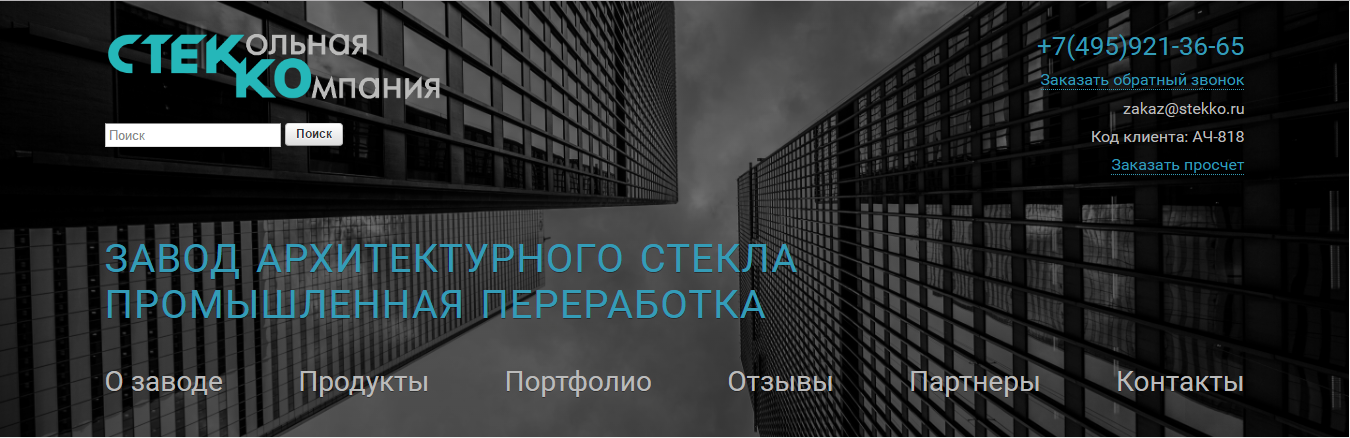 СТЕКольная
КОмпания
Поиск Поиск
+7(495)921-36-65
Заказать обратный звонок
zakaz@stekko.ru
Код клиента: АЧ-818
Заказать просчет
ЗАВОД АРХИТЕКТУРНОГО СТЕКЛА
ПРОМЫШЛЕННАЯ ПЕРЕРАБОТКА
О заводе Продукты Портфолио Отзывы Партнеры Контакты